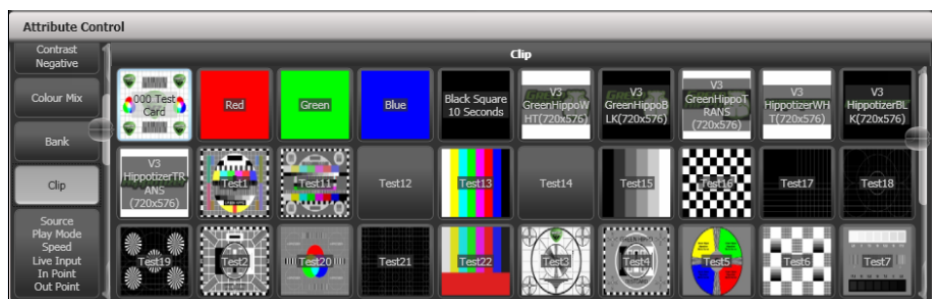 Attribute Control
Contrast
Negative
Colour Mix
Bank
Clip
Source
Play Mode
Speed
Live Input
In Point
Out Point
Clip
000 Test
Card
Red
Green
Blue
Black Square
10 Seconds
V3
GreenHippoW
HT(720x576)
V3
GreenHippoB
LK(720x576)
V3
GreenHippoT
RANS
(720x576)
V3
HippotizerWH
T(720x576)
V3
HippotizerBL
K(720x576)
V3
HippotizerTR
ANS
(720x576)
Test1
Test11
Test12
Test13
Test14
Test15
Test16
Test17
Test18
Test19
Test2
Test20
Test21
Test22
Test3
Test4
Test5
Test6
Test7